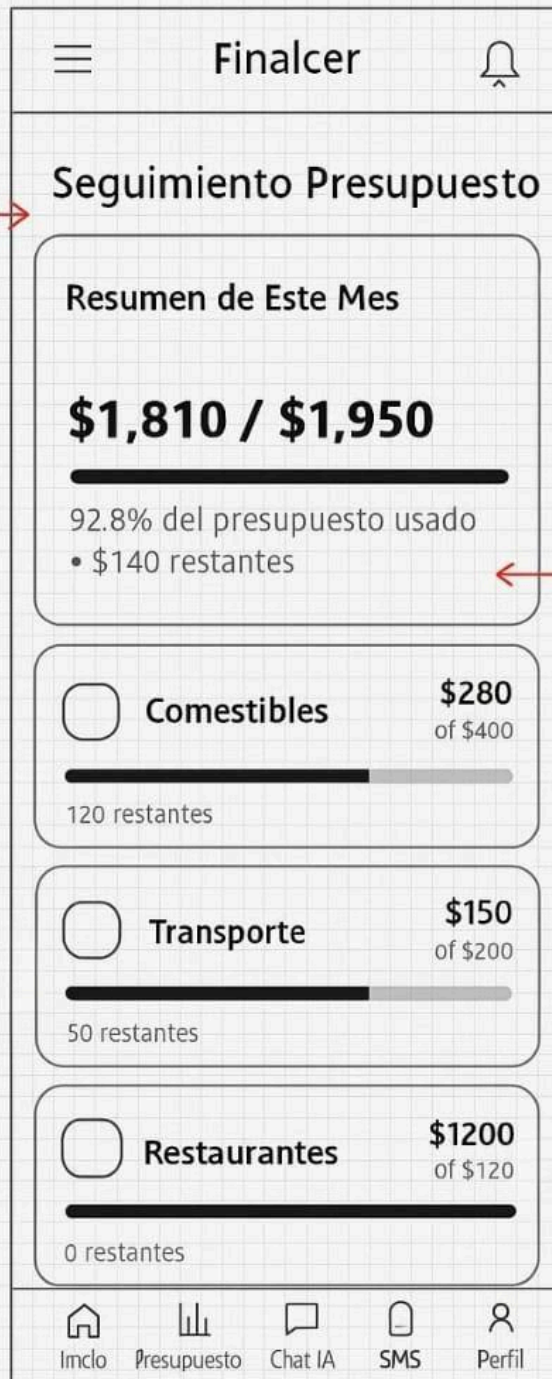 Finalcer
Seguimiento Presupuesto
Resumen de Este Mes
$1,810 / $1,950
92.8% del presupuesto usado
• $140 restantes
Comestibles
$280
of $400
120 restantes
Transporte
$150
of $200
50 restantes
Restaurantes
$1200
of $120
0 restantes
Imclo Presupuesto Chat IA SMS Perfil